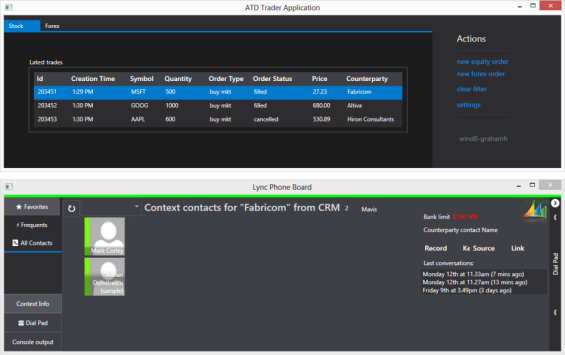 ATD Trader Application
Stock Forex
Actions
Latest trades
Id Creation Time Symbol Quantity Order Type Order Status Price Counterparty
203451 1:29 PM MSFT 500 buy mkt filled 27.23 Fabricom
203452 1:30 PM GOOG 1000 buy mkt filled 680.00 Altiva
203453 1:30 PM AAPL 600 buy mkt cancelled 530.89 Hiron Consultants
new equity order
new forex order
clear filter
settings
wind8-grahamh
Lync Phone Board
Favorites
Frequents
All Contacts
Context Info
Dial Pad
Console output
Context contacts for "Fabricom" from CRM 2 Mavis
Mark Corley
(sample)
Bank limit
Counterparty contact Name
Record Ke Source Link
Last conversations:
Monday 12th at 11.33am (7 mins ago)
Monday 12th at 11.27am (13 mins ago)
Friday 9th at 3.49pm (3 days ago)
Dial Pad